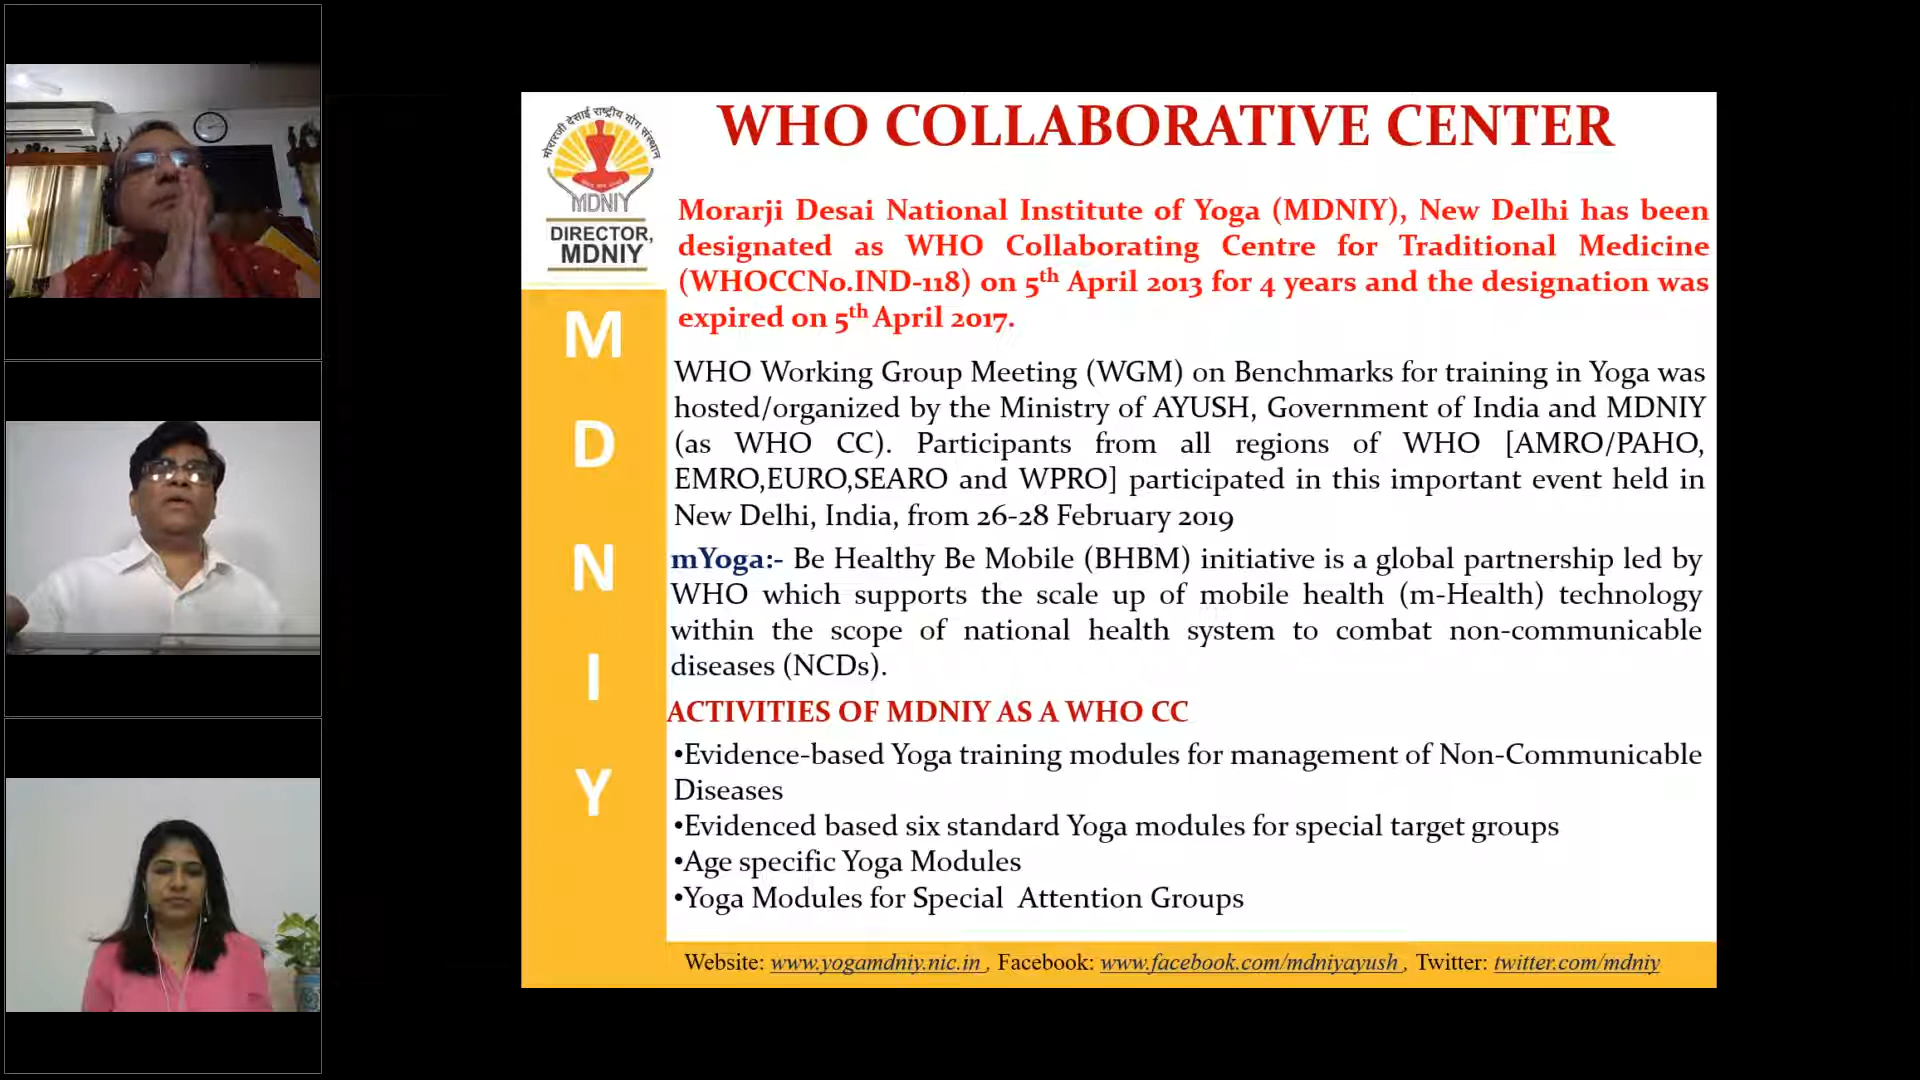 WHO COLLABORATIVE CENTER
मोरारजी देसाई राष्ट्रीय योग संस्थान
MDNIY
DIRECTOR,
MDNIY
M
D
N
I
Y
Morarji Desai National Institute of Yoga (MDNIY), New Delhi has been
designated as WHO Collaborating Centre for Traditional Medicine
(WHOCCNo.IND-118) on 5th April 2013 for 4 years and the designation was
expired on 5th April 2017.
WHO Working Group Meeting (WGM) on Benchmarks for training in Yoga was
hosted/organized by the Ministry of AYUSH, Government of India and MDNIY
(as WHO CC). Participants from all regions of WHO [AMRO/PAHO,
EMRO,EURO,SEARO and WPRO] participated in this important event held in
New Delhi, India, from 26-28 February 2019
mYoga:- Be Healthy Be Mobile (BHBM) initiative is a global partnership led by
WHO which supports the scale up of mobile health (m-Health) technology
within the scope of national health system to combat non-communicable
diseases (NCDs).
ACTIVITIES OF MDNIY AS A WHO CC
•Evidence-based Yoga training modules for management of Non-Communicable
Diseases
•Evidenced based six standard Yoga modules for special target groups
•Age specific Yoga Modules
•Yoga Modules for Special Attention Groups
Website: www.yogamdniy.nic.in , Facebook: www.facebook.com/mdniyayush , Twitter: twitter.com/mdniy